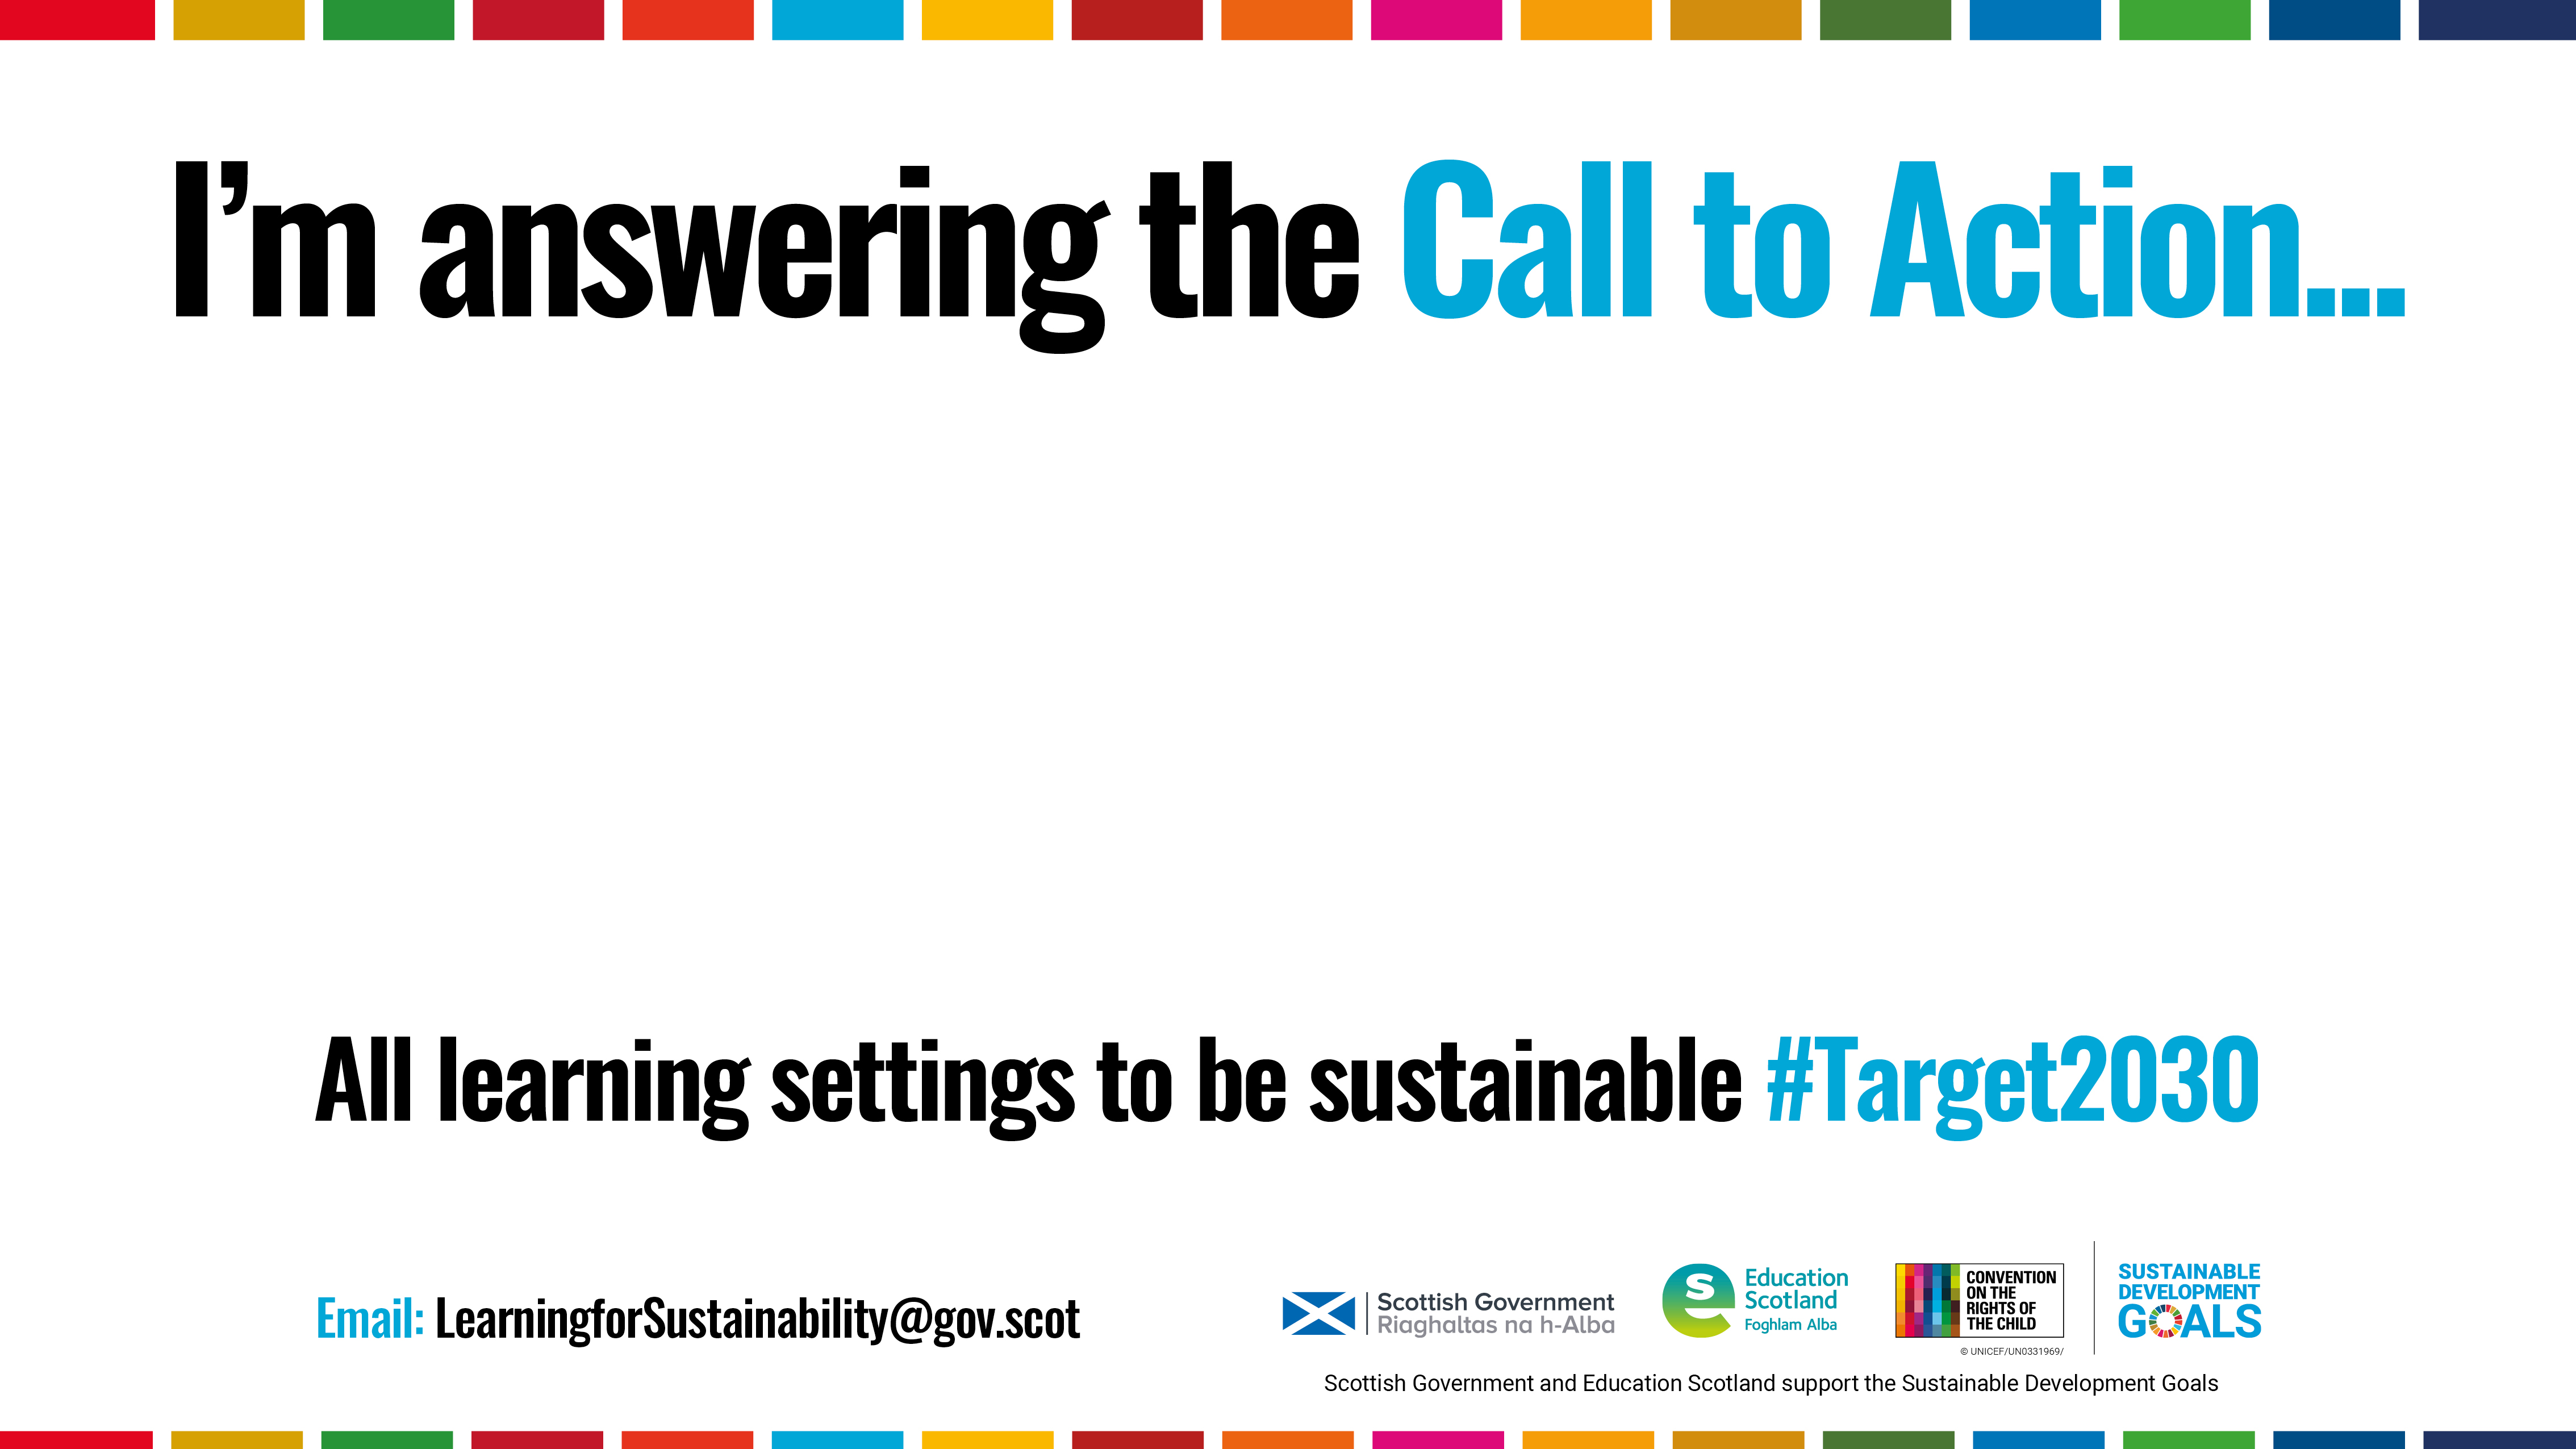 I’m answering the Call to Action...
All learning settings to be sustainable #Target2030
Email: LearningforSustainability@gov.scot
Scottish Government
Riaghaltas na h-Alba
Education
Scotland
Foghlam Alba
CONVENTION
ON THE
RIGHTS OF
THE CHILD
© UNICEF/UN0331969/
SUSTAINABLE
DEVELOPMENT
GOALS
Scottish Government and Education Scotland support the Sustainable Development Goals